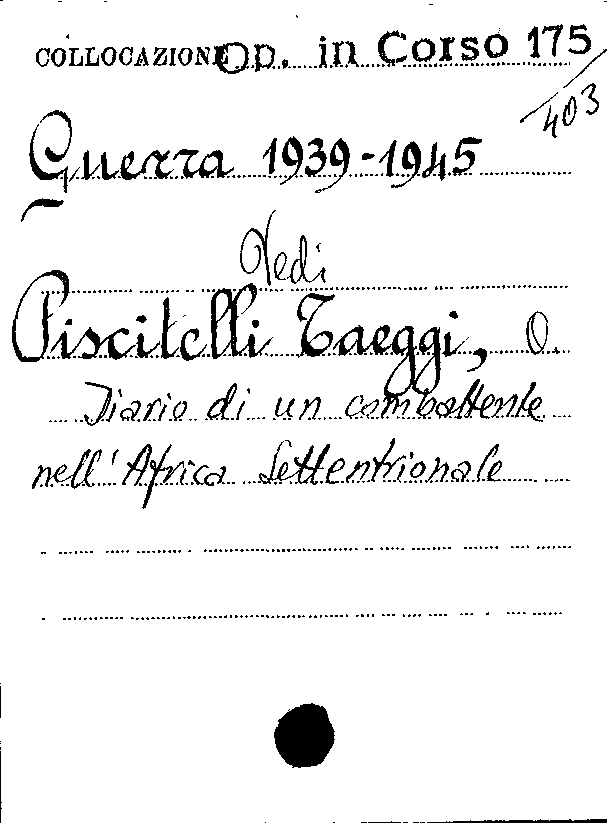 COLLOCAZIONE Op. in Corso 175/403
Guerra 1939-1945
Vedi
Piscitelli Taeggi, O.
Diario di un combattente
nell'Africa Settentrionale